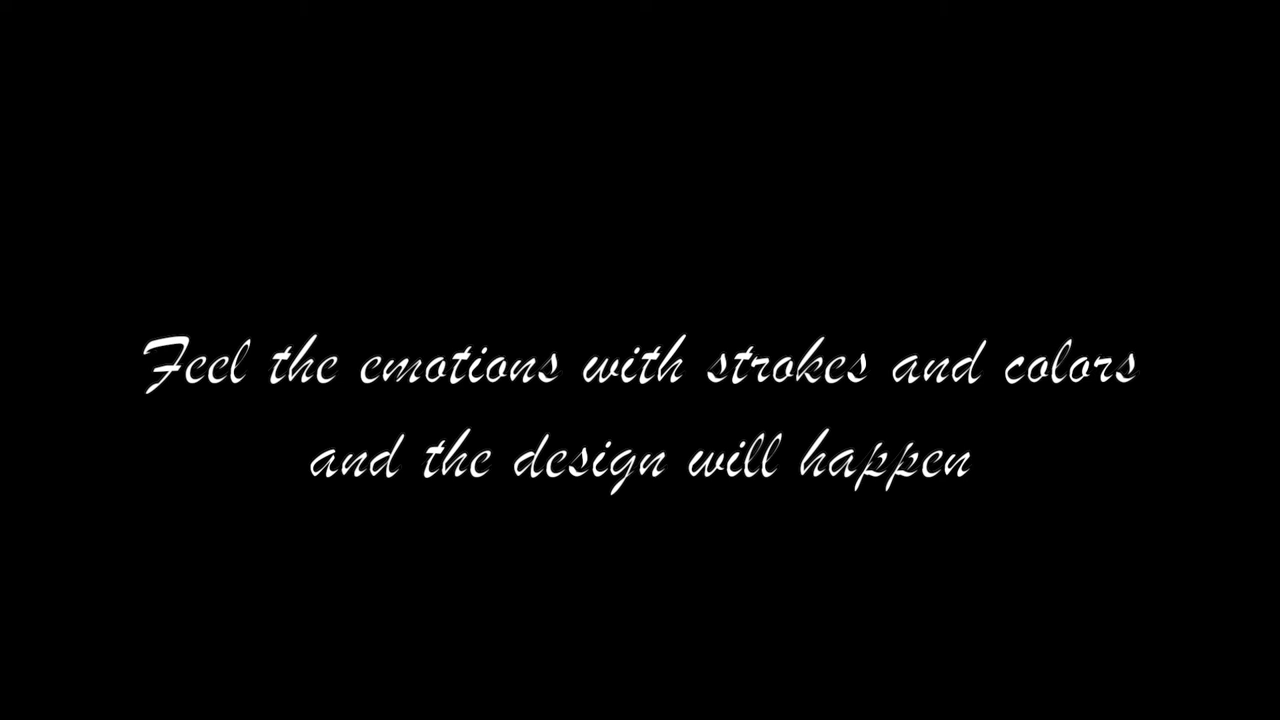 Feel the emotions with strokes and colors
and the design will happen